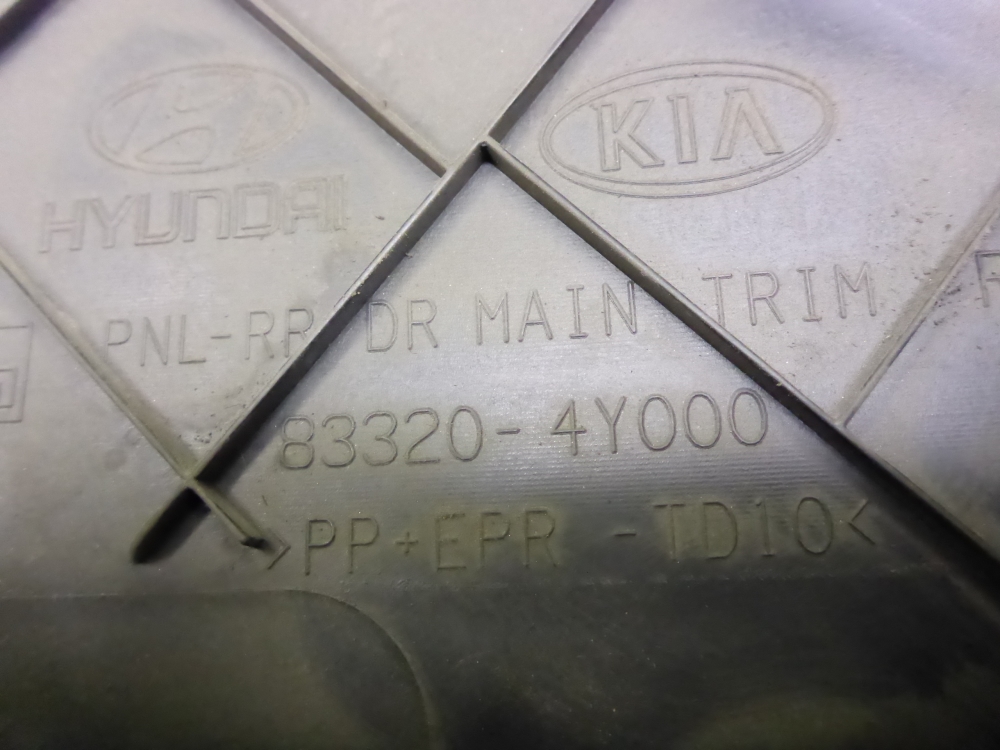 HYUNDAI
KIA
PNL-RR DR MAIN TRIM
83320-4Y000
>PP+EPR -TD10<